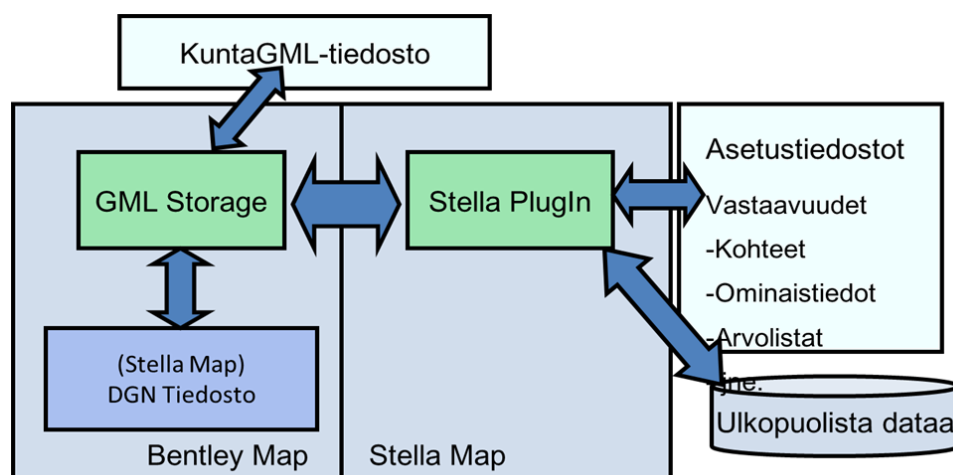 KuntaGML-tiedosto
GML Storage
Stella PlugIn
Asetustiedostot
Vastaavuudet
-Kohteet
-Ominaistiedot
-Arvolistat
-jne.
(Stella Map)
DGN Tiedosto
Ulkopuolista dataa
Bentley Map
Stella Map